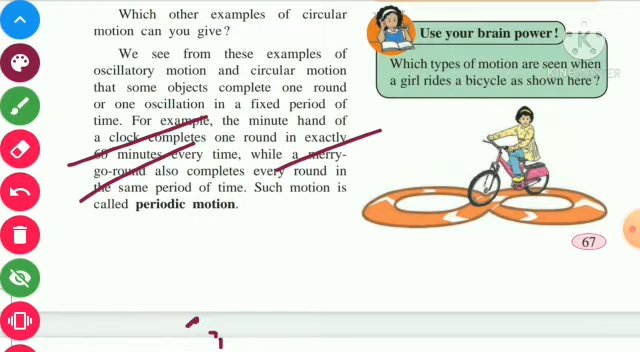 Which other examples of circular
motion can you give?
We see from these examples of
oscillatory motion and circular motion
that some objects complete one round
or one oscillation in a fixed period of
time. For example, the minute hand of
a clock completes one round in exactly
60 minutes every time, while a merry-
go-round also completes every round in
the same period of time. Such motion is
called periodic motion.
Use your brain power!
Which types of motion are seen when
a girl rides a bicycle as shown here?
67